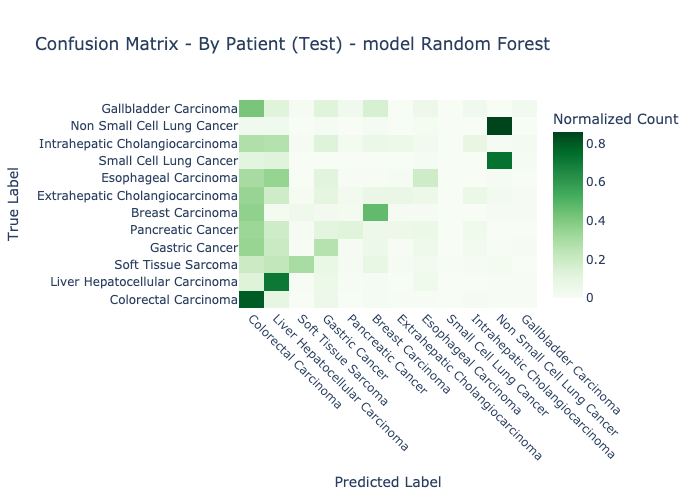 Confusion Matrix - By Patient (Test) - model Random Forest
Normalized Count
0.8
0.6
0.4
0.2
0
True Label
Gallbladder Carcinoma
Non Small Cell Lung Cancer
Intrahepatic Cholangiocarcinoma
Small Cell Lung Cancer
Esophageal Carcinoma
Extrahepatic Cholangiocarcinoma
Breast Carcinoma
Pancreatic Cancer
Gastric Cancer
Soft Tissue Sarcoma
Liver Hepatocellular Carcinoma
Colorectal Carcinoma
Colorectal Carcinoma
Liver Hepatocellular Carcinoma
Soft Tissue Sarcoma
Gastric Cancer
Pancreatic Cancer
Breast Carcinoma
Extrahepatic Cholangiocarcinoma
Esophageal Carcinoma
Small Cell Lung Cancer
Intrahepatic Cholangiocarcinoma
Non Small Cell Lung Cancer
Gallbladder Carcinoma
Predicted Label